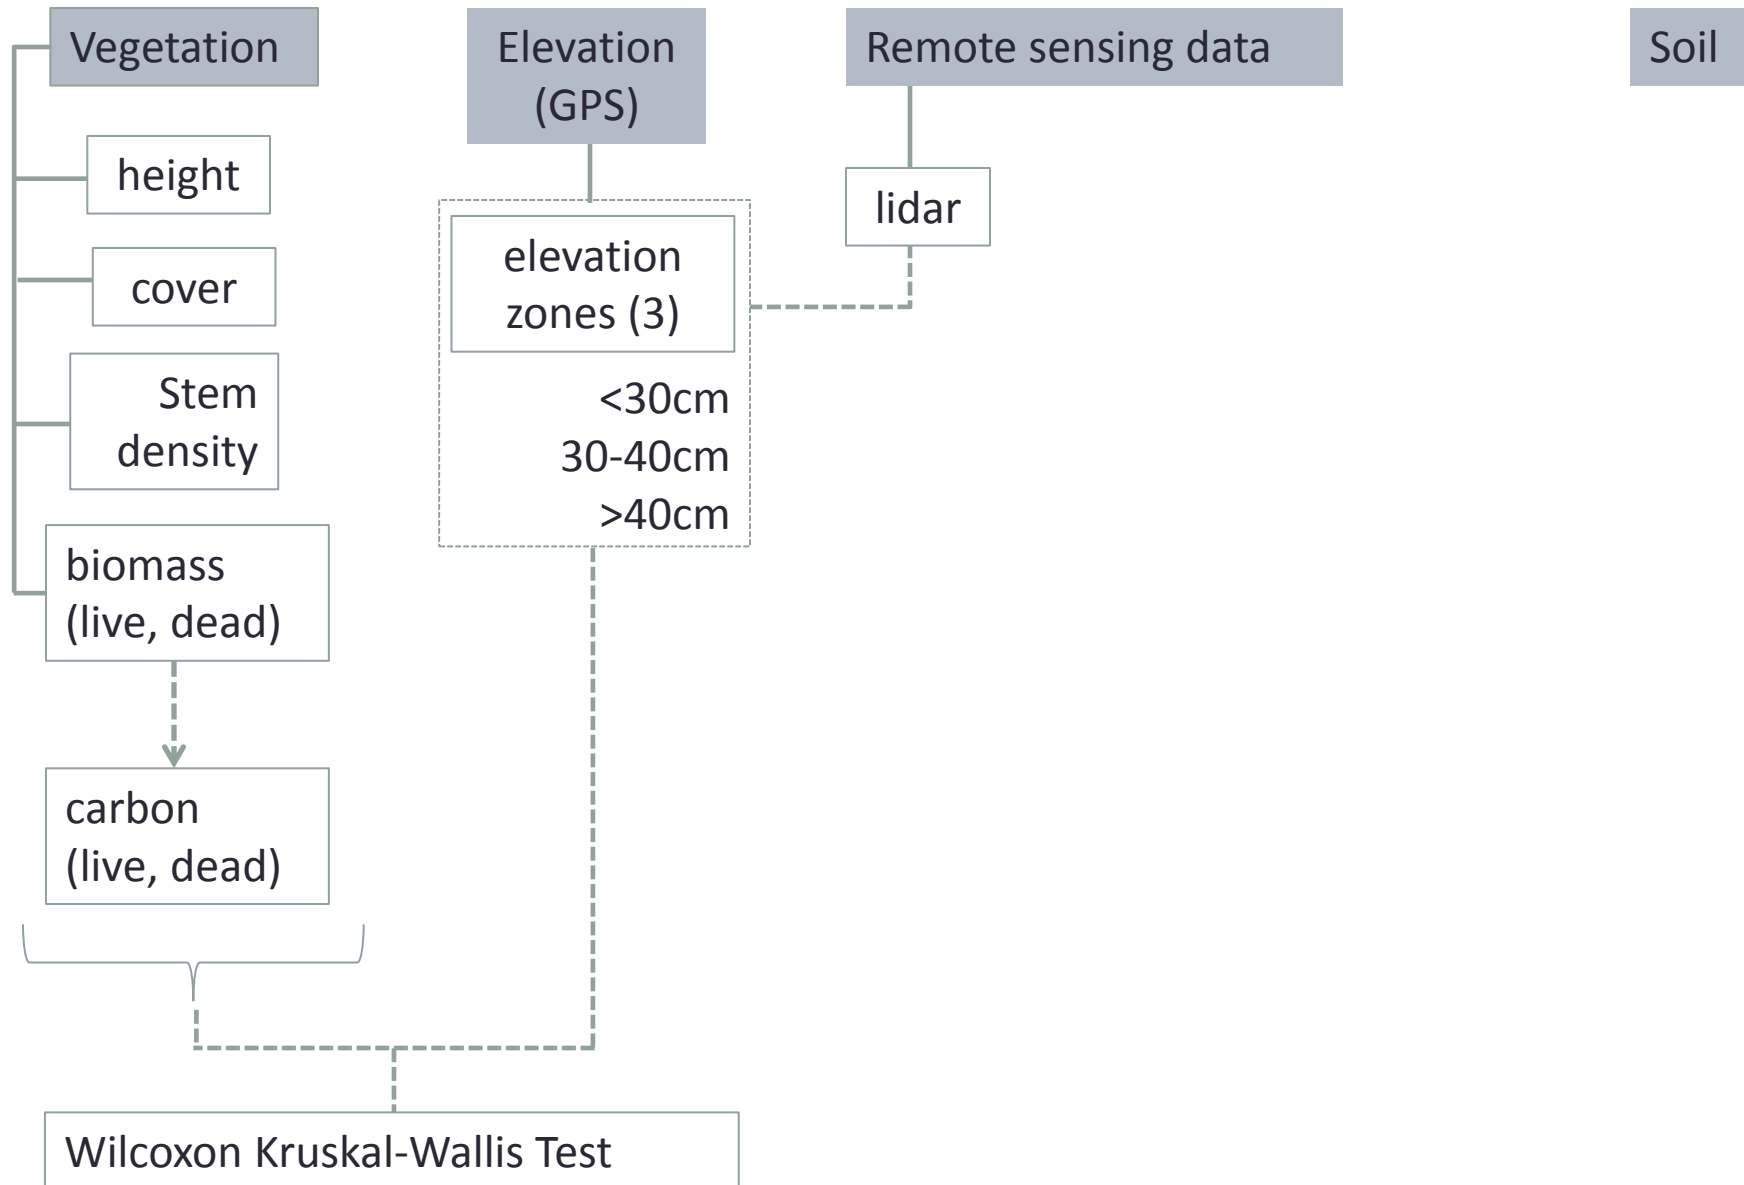 Vegetation
height
cover
Stem
density
biomass
(live, dead)
carbon
(live, dead)
Elevation
(GPS)
elevation
zones (3)
<30cm
30-40cm
>40cm
Remote sensing data
lidar
Soil
Wilcoxon Kruskal-Wallis Test